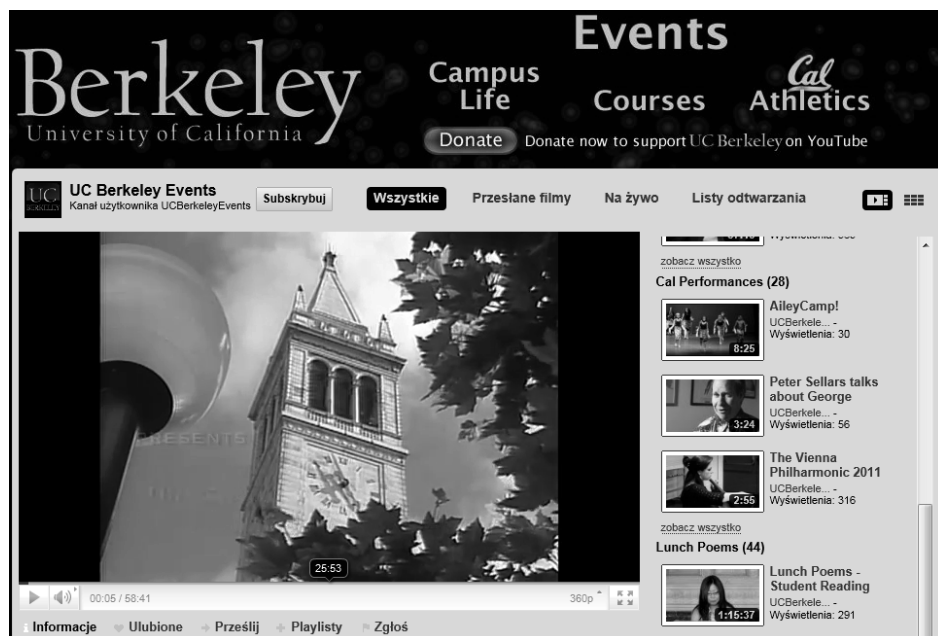 Events
Campus
Life
Courses
Cal
Athletics
Berkeley
University of California
Donate
Donate now to support UC Berkeley on YouTube
UC
BERKELEY
UC Berkeley Events
Kanał użytkownika UCBerkeleyEvents
Subskrybuj
Wszystkie
Przesłane filmy
Na żywo
Listy odtwarzania
zobacz wszystko
Cal Performances (28)
AileyCamp!
UCBerkele... -
Wyświetlenia: 30
8:25
Peter Sellars talks
about George
UCBerkele... -
Wyświetlenia: 56
3:24
The Vienna
Philharmonic 2011
UCBerkele... -
Wyświetlenia: 316
2:55
zobacz wszystko
Lunch Poems (44)
Lunch Poems -
Student Reading
UCBerkele... -
Wyświetlenia: 291
1:15:37
PRESENTS
25:53
00:05 / 58:41
360p
Informacje
Ulubione
Prześlij
Playlisty
Zgłoś